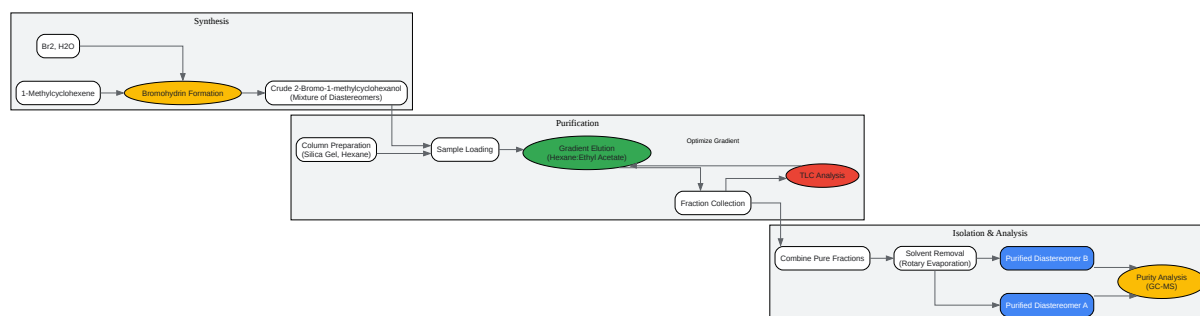 Synthesis
Br2, H2O
1-Methylcyclohexene
Bromohydrin Formation
Crude 2-Bromo-1-methylcyclohexanol
(Mixture of Diastereomers)
Purification
Column Preparation
(Silica Gel, Hexane)
Sample Loading
Gradient Elution
(Hexane:Ethyl Acetate)
Optimize Gradient
TLC Analysis
Fraction Collection
Isolation & Analysis
Combine Pure Fractions
Solvent Removal
(Rotary Evaporation)
Purified Diastereomer B
Purified Diastereomer A
Purity Analysis
(GC-MS)